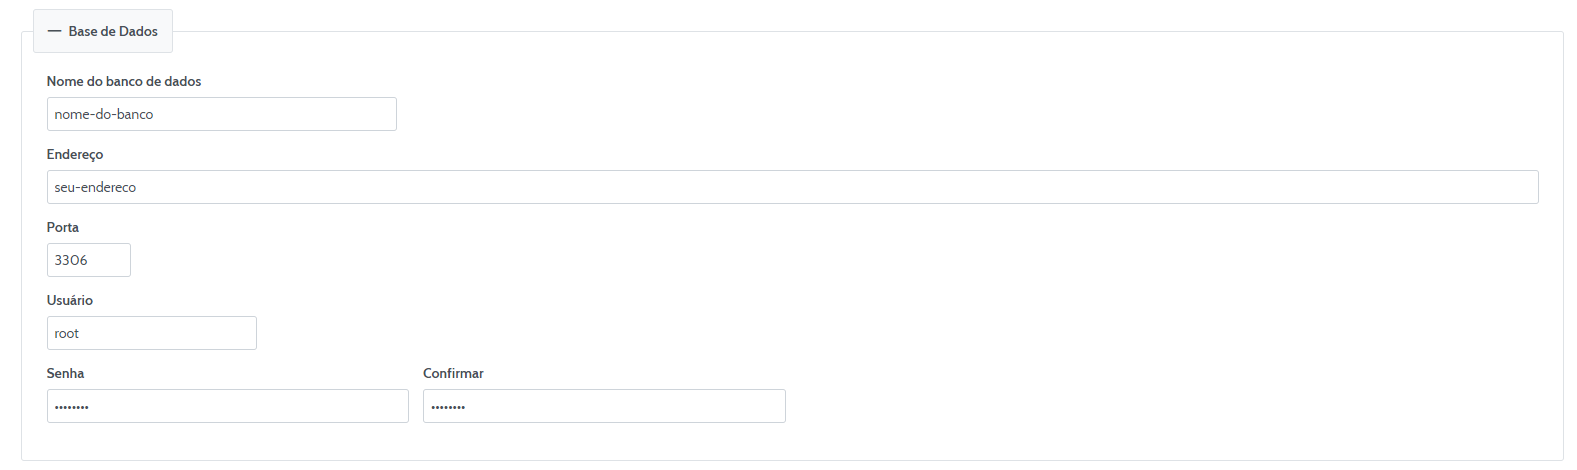 — Base de Dados
Nome do banco de dados
nome-do-banco
Endereço
seu-endereco
Porta
3306
Usuário
root
Senha Confirmar
•••••••• ••••••••